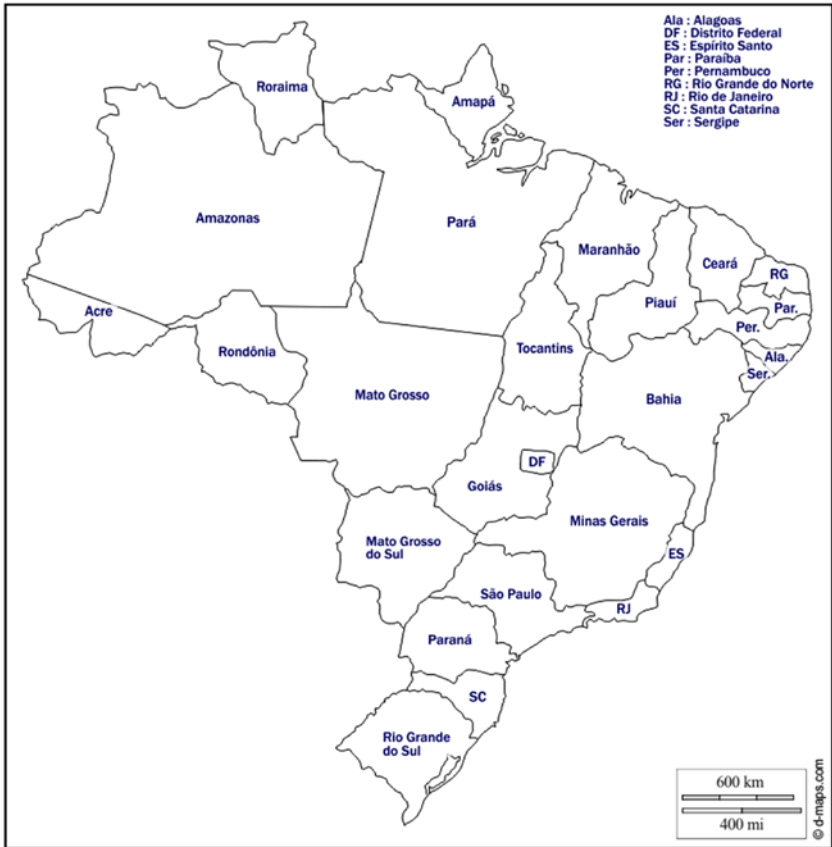 Ala : Alagoas
DF : Distrito Federal
ES : Espírito Santo
Par : Paraíba
Per : Pernambuco
RG : Rio Grande do Norte
RJ : Rio de Janeiro
SC : Santa Catarina
Ser : Sergipe
Roraima
Amapá
Amazonas
Pará
Maranhão
Ceará
RG
Piauí
Par.
Acre
Per.
Rondônia
Tocantins
Ala.
Ser.
Mato Grosso
Bahia
DF
Goiás
Minas Gerais
Mato Grosso
do Sul
ES
São Paulo
RJ
Paraná
SC
Rio Grande
do Sul
600 km
400 mi
© d-maps.com